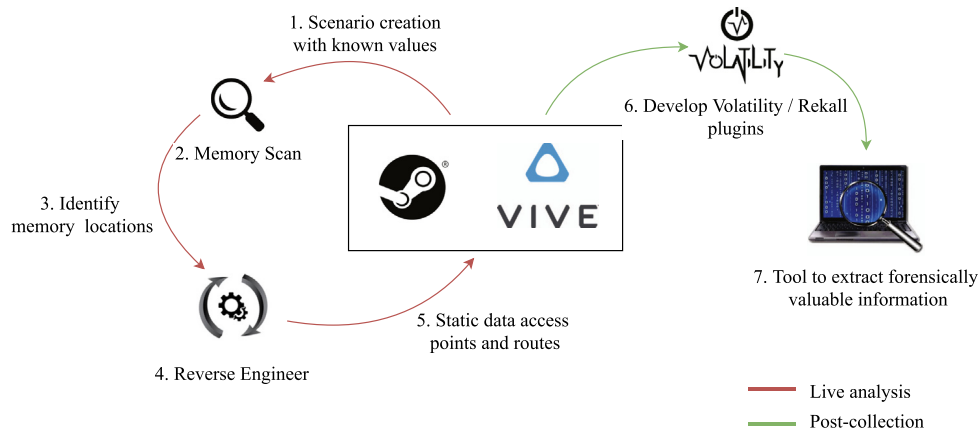 1. Scenario creation
with known values
2. Memory Scan
3. Identify
memory locations
4. Reverse Engineer
5. Static data access
points and routes
®
VIVE
VOLATILITY
6. Develop Volatility / Rekall
plugins
7. Tool to extract forensically
valuable information
Live analysis
Post-collection